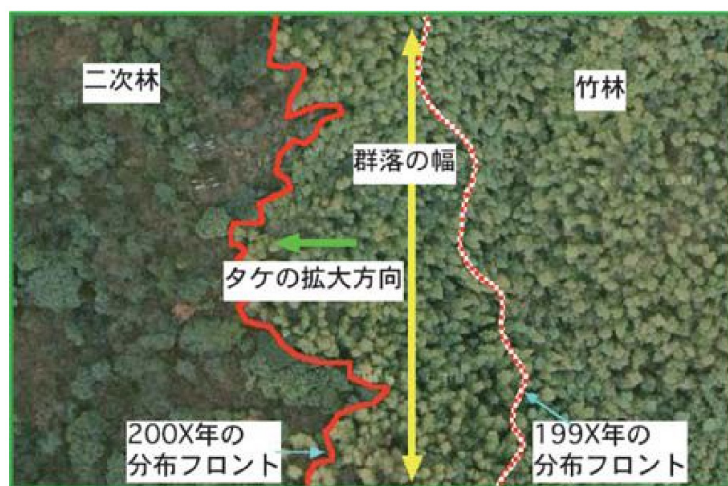 二次林
竹林
群落の幅
タケの拡大方向
200X年の
分布フロント
199X年の
分布フロント